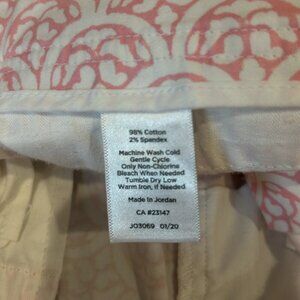 98% Cotton
2% Spandex
Machine Wash Cold
Gentle Cycle
Only Non-Chlorine
Bleach When Needed
Tumble Dry Low
Warm Iron, if Needed
Made in Jordan
CA #23147
JO3069 01/20